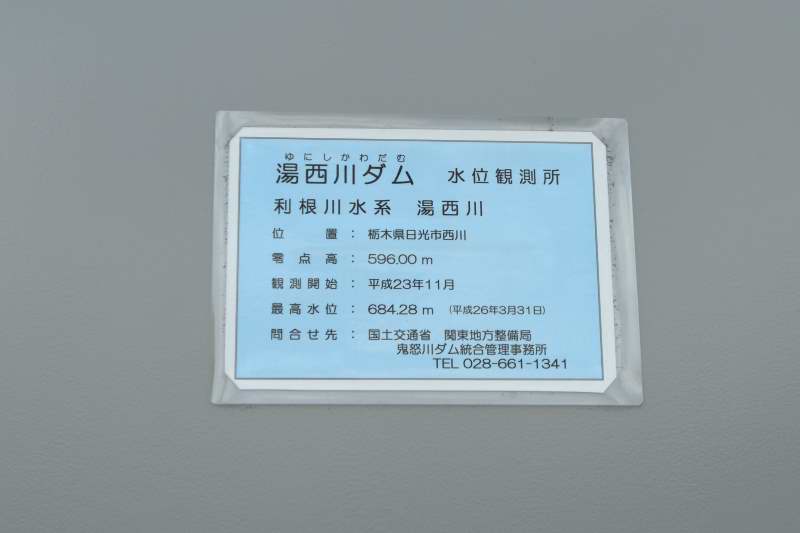 ゆにしかわだむ
湯西川ダム 水位観測所
利根川水系 湯西川
位置：栃木県日光市西川
零点高：596.00 m
観測開始：平成23年11月
最高水位：684.28 m （平成26年3月31日）
問合せ先：国土交通省 関東地方整備局
鬼怒川ダム統合管理事務所
TEL 028-661-1341